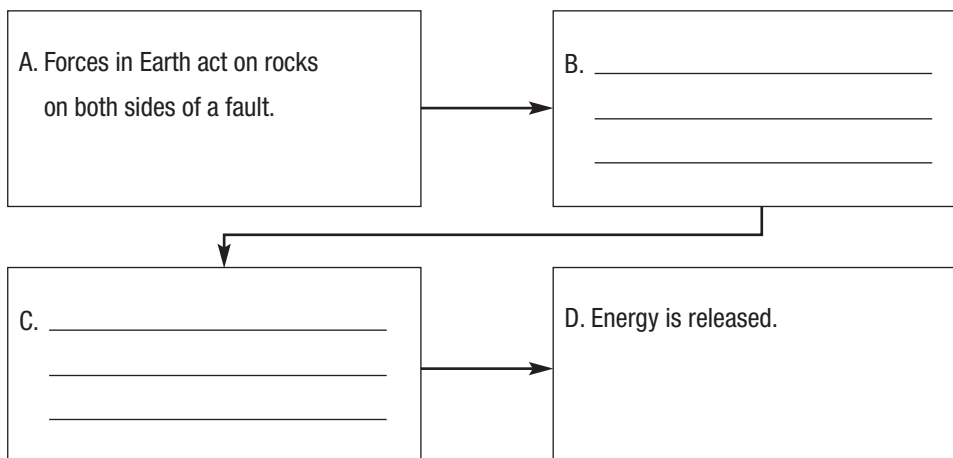 A. Forces in Earth act on rocks
on both sides of a fault.
B.
C.
D. Energy is released.